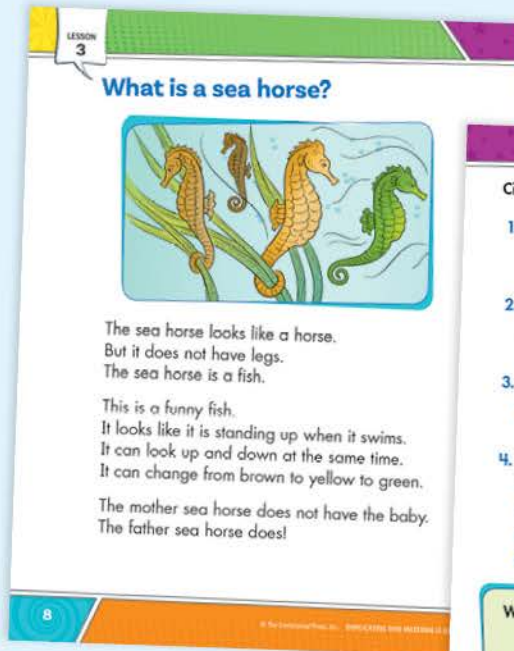 LESSON
3
What is a sea horse?
The sea horse looks like a horse.
But it does not have legs.
The sea horse is a fish.
This is a funny fish.
It looks like it is standing up when it swims.
It can look up and down at the same time.
It can change from brown to yellow to green.
The mother sea horse does not have the baby.
The father sea horse does!
8
1
2
3.
4.